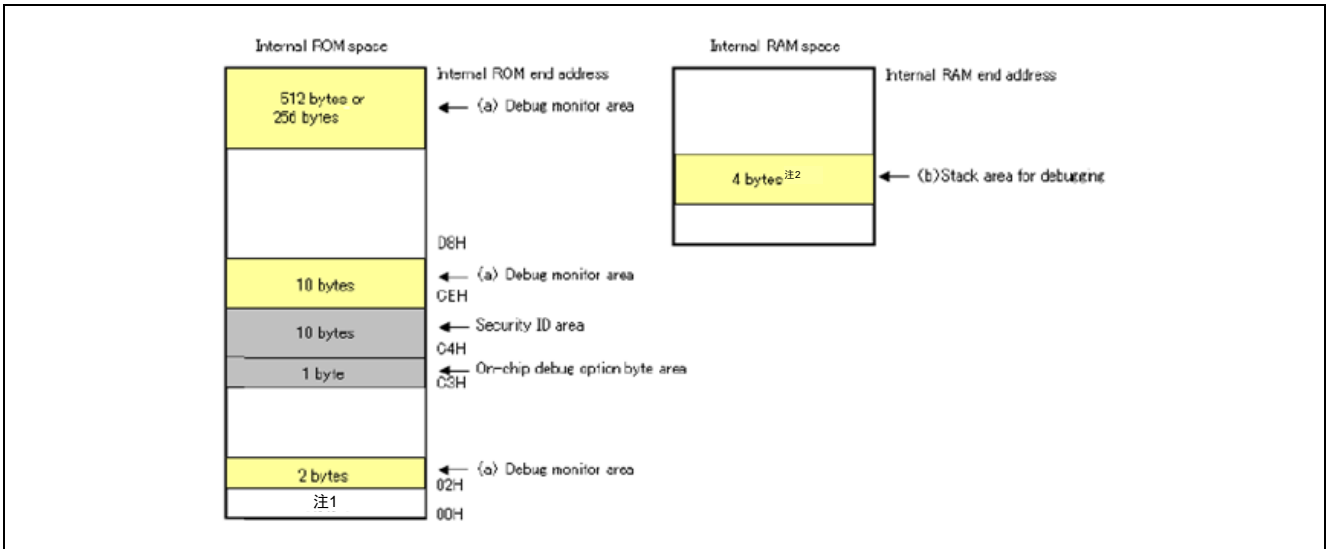 Internal ROM space
Internal ROM end address
512 bytes or
256 bytes
(a) Debug monitor area
D8H
10 bytes
(a) Debug monitor area
CEH
10 bytes
Security ID area
C4H
1 byte
On-chip debug option byte area
C3H
2 bytes
(a) Debug monitor area
02H
注1
00H
Internal RAM space
Internal RAM end address
4 bytes注2
(b)Stack area for debugging